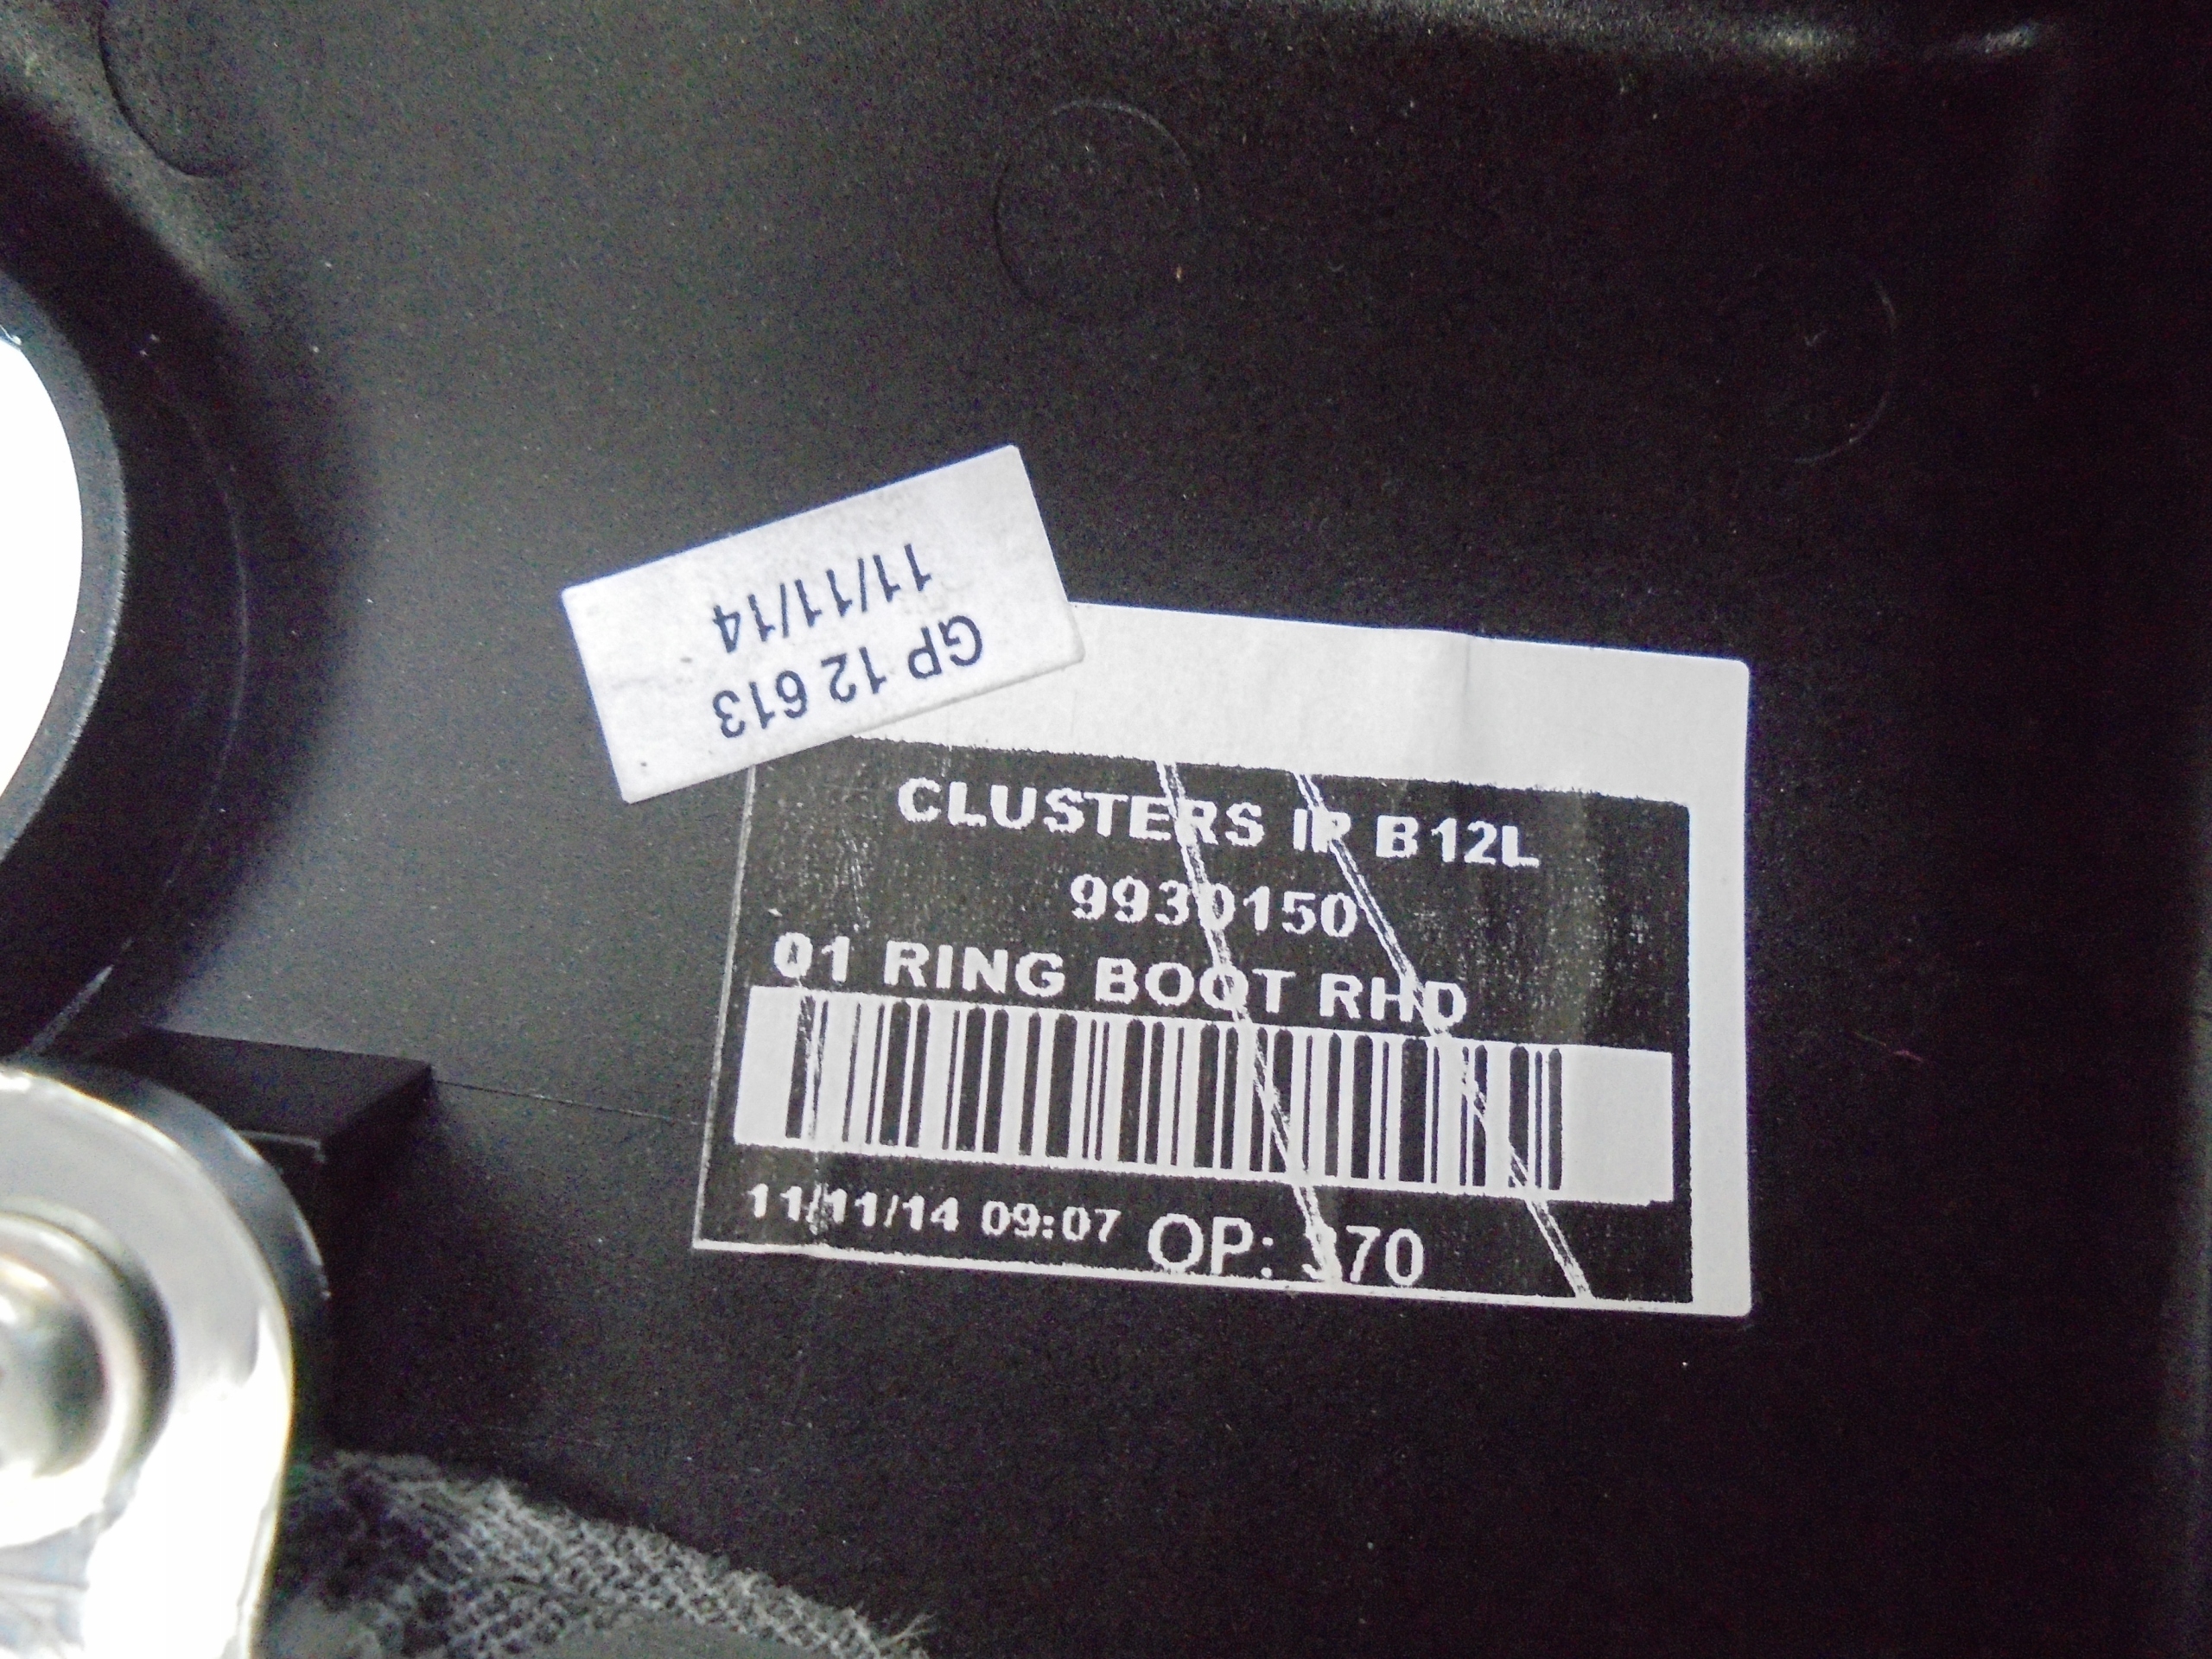 GP 12 613
11/11/14
CLUSTERS IP B12L
9930150
01 RING BOOT RHD
11/11/14 09:07 OP: 370